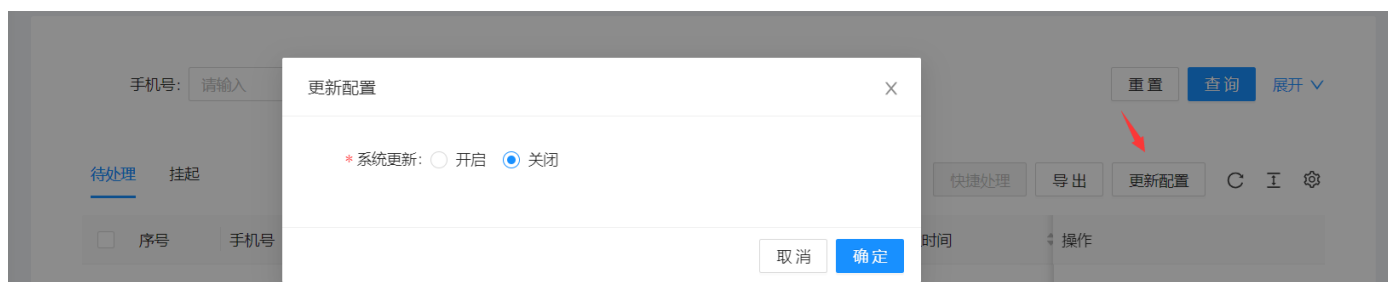 手机号: 请输入
重 置 查 询 展开
更新配置
* 系统更新: 开启 关闭
待处理 挂起
快捷处理 导 出 更新配置
序号 手机号 时间 操作
取 消 确 定